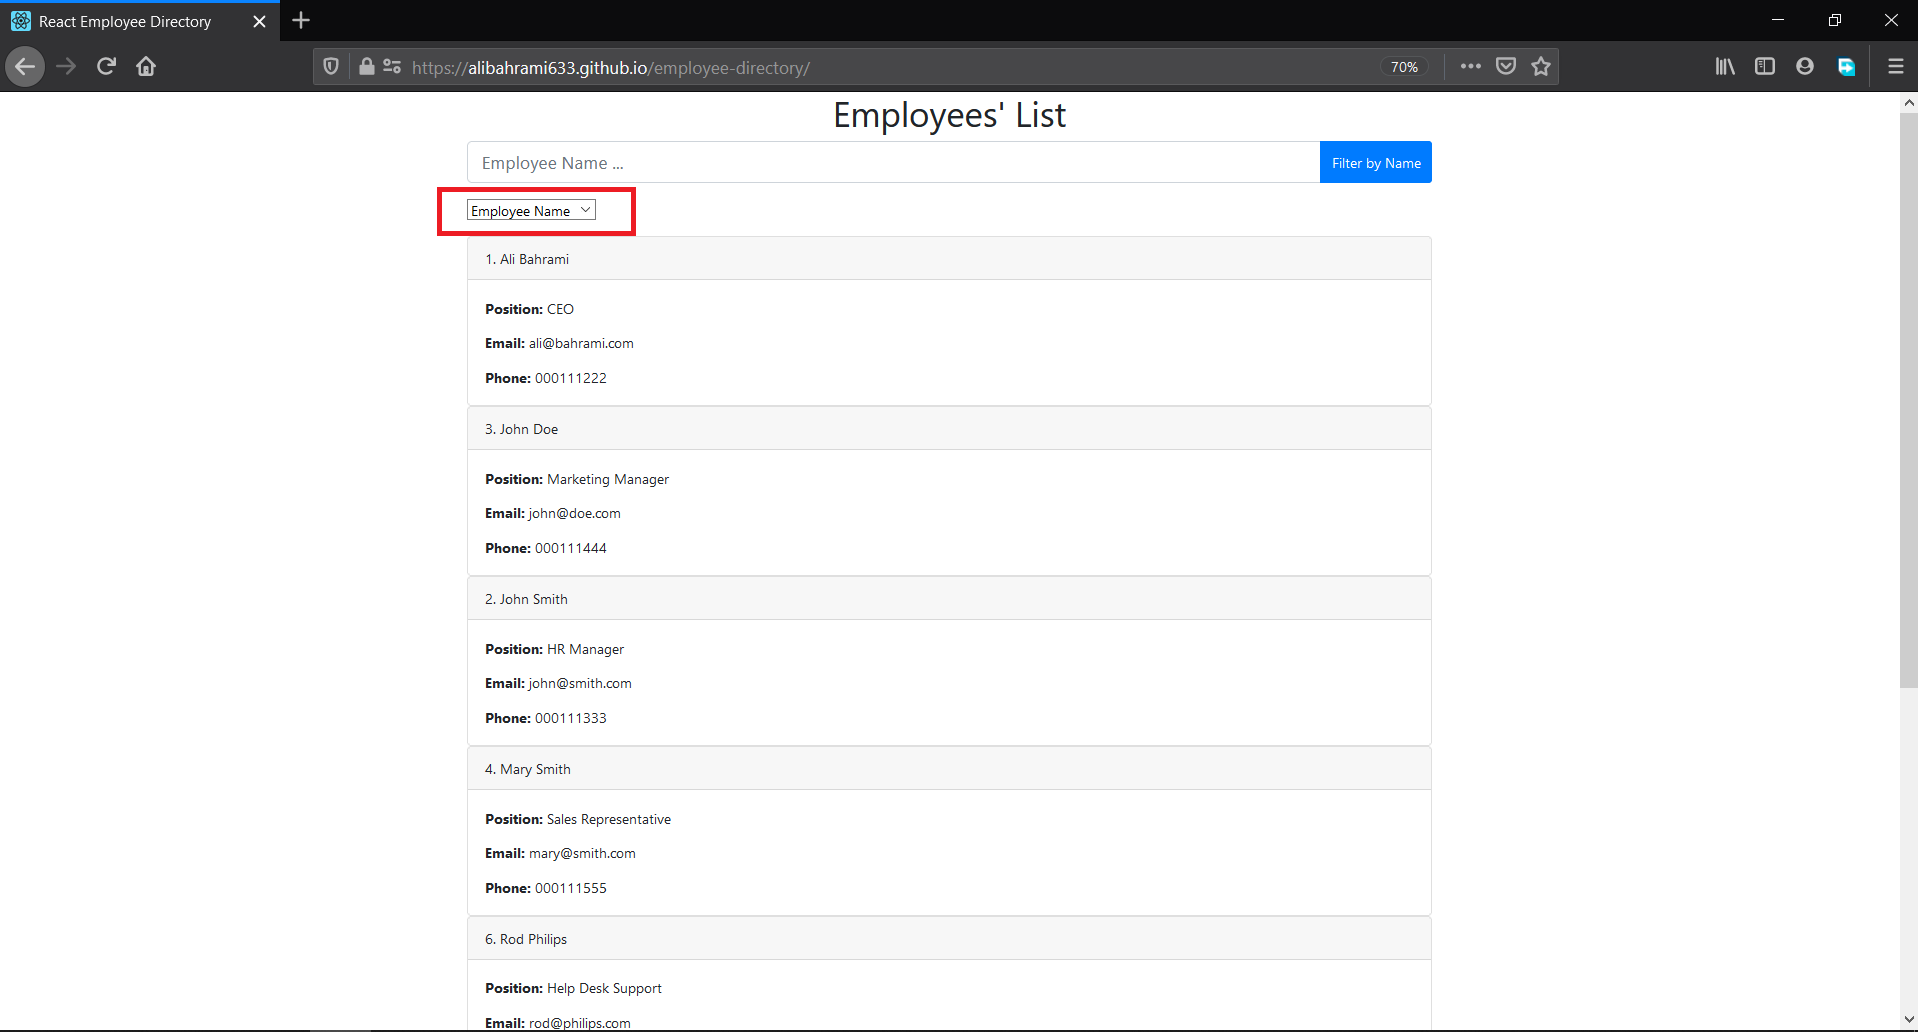 React Employee Directory
https://alibahrami633.github.io/employee-directory/
70%
Employees' List
Employee Name ...
Filter by Name
Employee Name
1. Ali Bahrami
Position: CEO
Email: ali@bahrami.com
Phone: 000111222
3. John Doe
Position: Marketing Manager
Email: john@doe.com
Phone: 000111444
2. John Smith
Position: HR Manager
Email: john@smith.com
Phone: 000111333
4. Mary Smith
Position: Sales Representative
Email: mary@smith.com
Phone: 000111555
6. Rod Philips
Position: Help Desk Support
Email: rod@philips.com